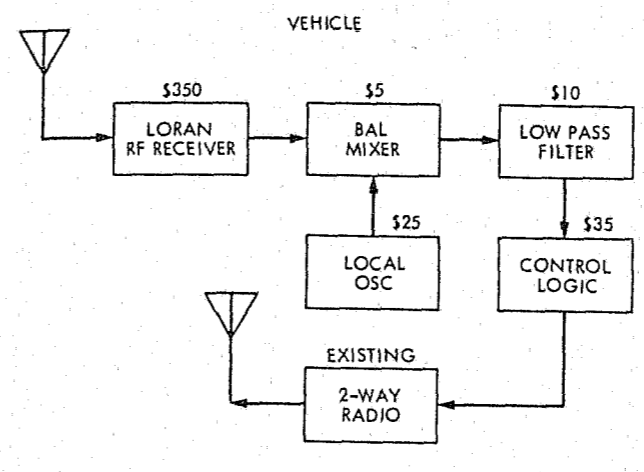 VEHICLE
$350
LORAN
RF RECEIVER
$5
BAL
MIXER
$10
LOW PASS
FILTER
$25
LOCAL
OSC
$35
CONTROL
LOGIC
EXISTING
2-WAY
RADIO